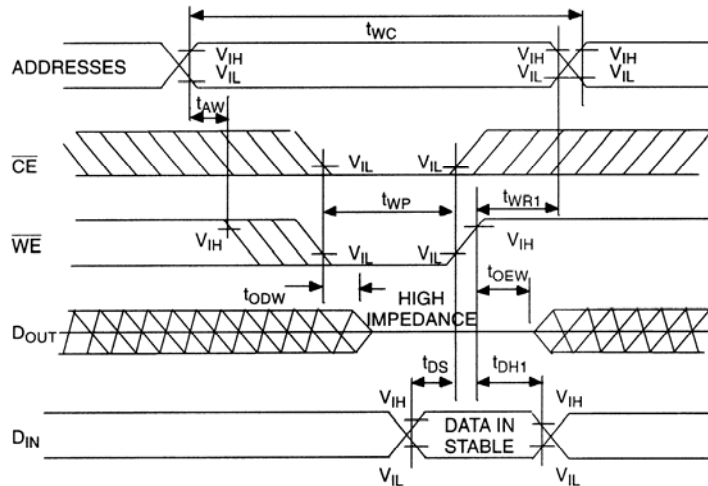 tWC
ADDRESSES
VIH
VIL
VIH
VIL
VIH
VIL
tAW
CE
VIL
VIL
tWP
tWR1
WE
VIH
VIL
VIL
VIH
tODW
HIGH
IMPEDANCE
tOEW
DOUT
tDS
tDH1
VIH
VIH
DIN
DATA IN
STABLE
VIL
VIL